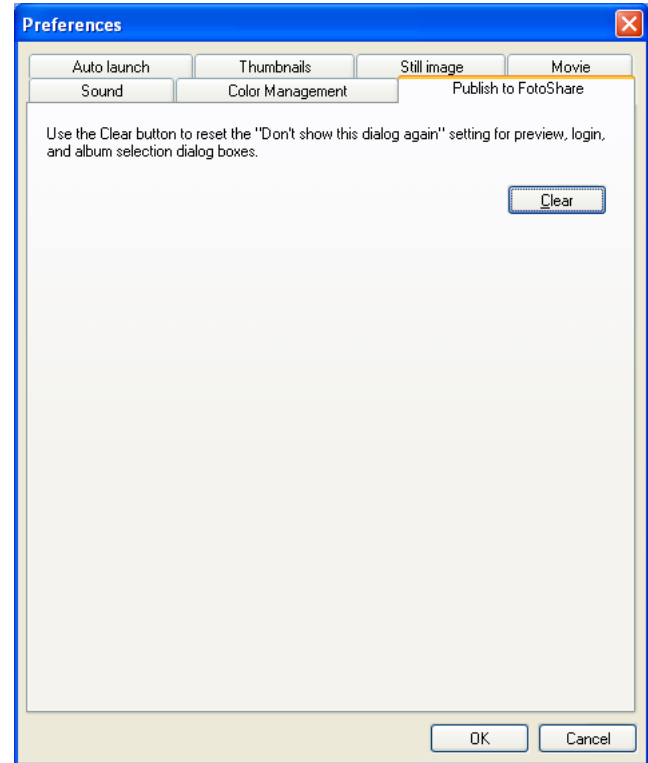 Preferences
Auto launch Thumbnails Still image Movie
Sound Color Management Publish to FotoShare
Use the Clear button to reset the "Don't show this dialog again" setting for preview, login,
and album selection dialog boxes.
Clear
OK Cancel